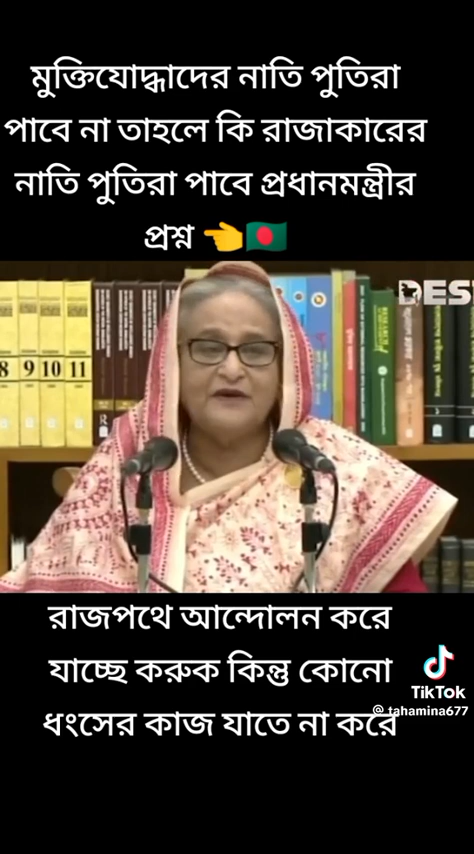 মুক্তিযোদ্ধাদের নাতি পুতিরা
পাবে না তাহলে কি রাজাকারের
নাতি পুতিরা পাবে প্রধানমন্ত্রীর
প্রশ্ন 👈🇧🇩
DES
8 9 10 11
রাজপথে আন্দোলন করে
যাচ্ছে করুক কিন্তু কোনো
ধংসের কাজ যাতে না করে
TikTok
@tahamina677